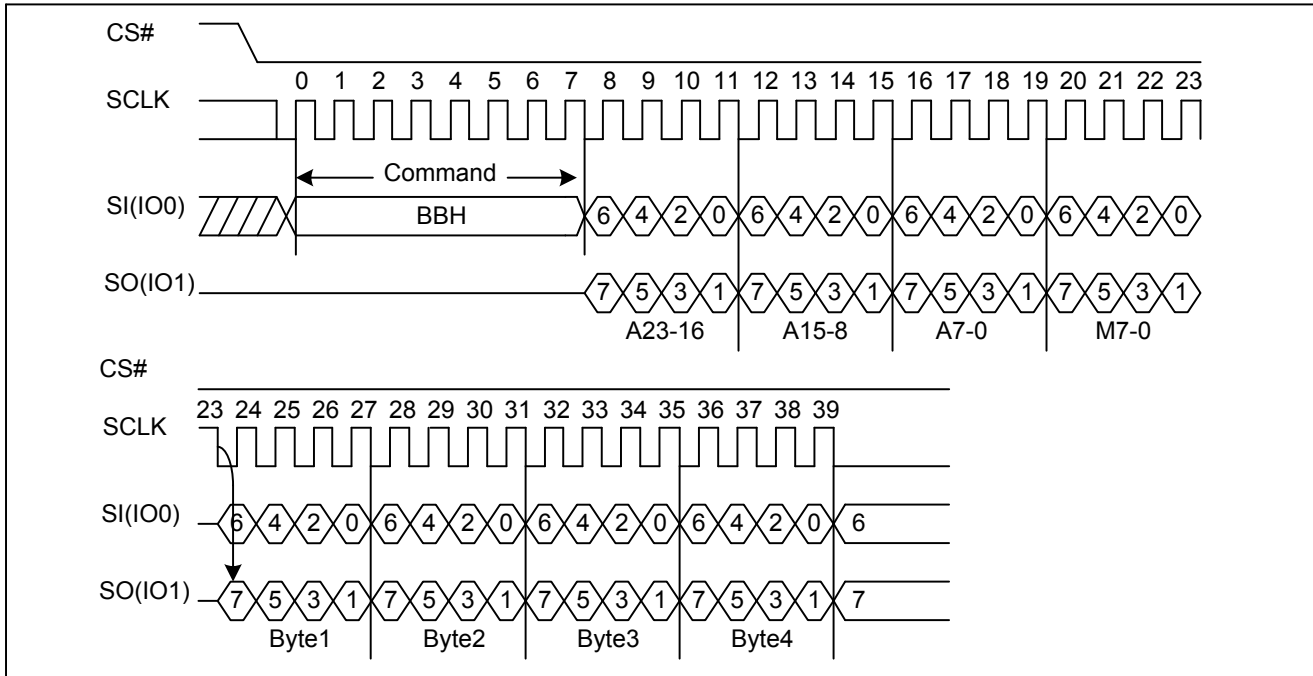 CS#
0 1 2 3 4 5 6 7 8 9 10 11 12 13 14 15 16 17 18 19 20 21 22 23
SCLK
Command
SI(IO0)
BBH 6 4 2 0 6 4 2 0 6 4 2 0 6 4 2 0
SO(IO1)
7 5 3 1 7 5 3 1 7 5 3 1 7 5 3 1
A23-16 A15-8 A7-0 M7-0
CS#
23 24 25 26 27 28 29 30 31 32 33 34 35 36 37 38 39
SCLK
SI(IO0)
6 4 2 0 6 4 2 0 6 4 2 0 6 4 2 0 6
SO(IO1)
7 5 3 1 7 5 3 1 7 5 3 1 7 5 3 1 7
Byte1 Byte2 Byte3 Byte4